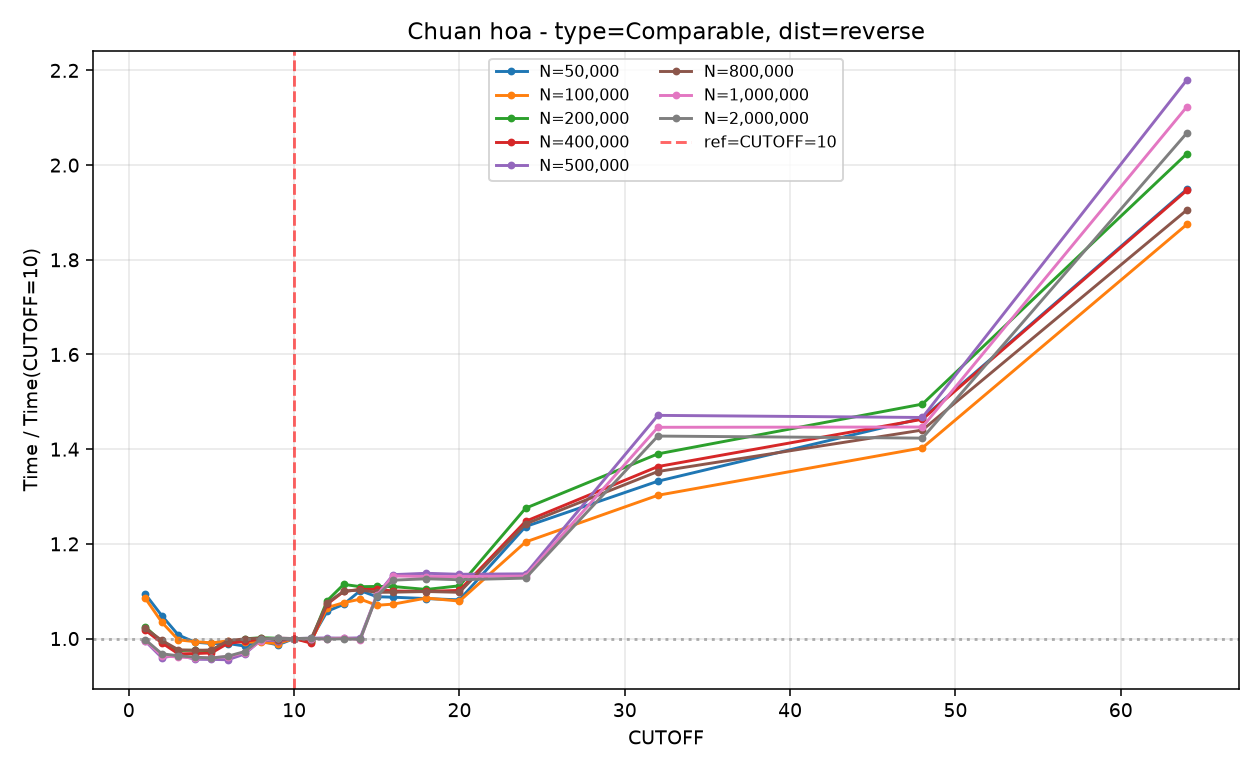 Chuan hoa - type=Comparable, dist=reverse
N=50,000
N=100,000
N=200,000
N=400,000
N=500,000
N=800,000
N=1,000,000
N=2,000,000
ref=CUTOFF=10
Time / Time(CUTOFF=10)
2.2
2.0
1.8
1.6
1.4
1.2
1.0
0 10 20 30 40 50 60
CUTOFF